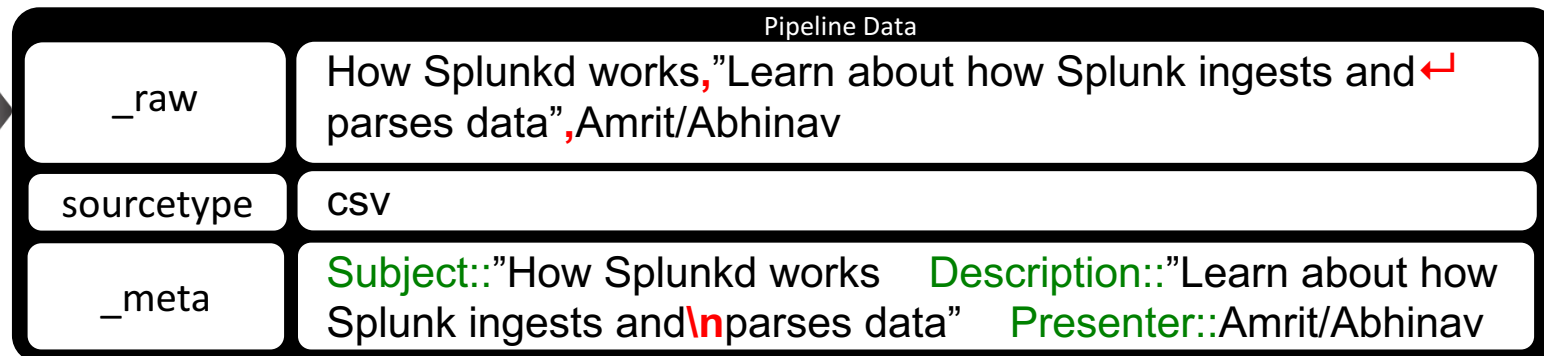 Pipeline Data
_raw
How Splunkd works,”Learn about how Splunk ingests and↵
parses data”,Amrit/Abhinav
sourcetype
csv
_meta
Subject::”How Splunkd works Description::”Learn about how
Splunk ingests and\nparses data” Presenter::Amrit/Abhinav